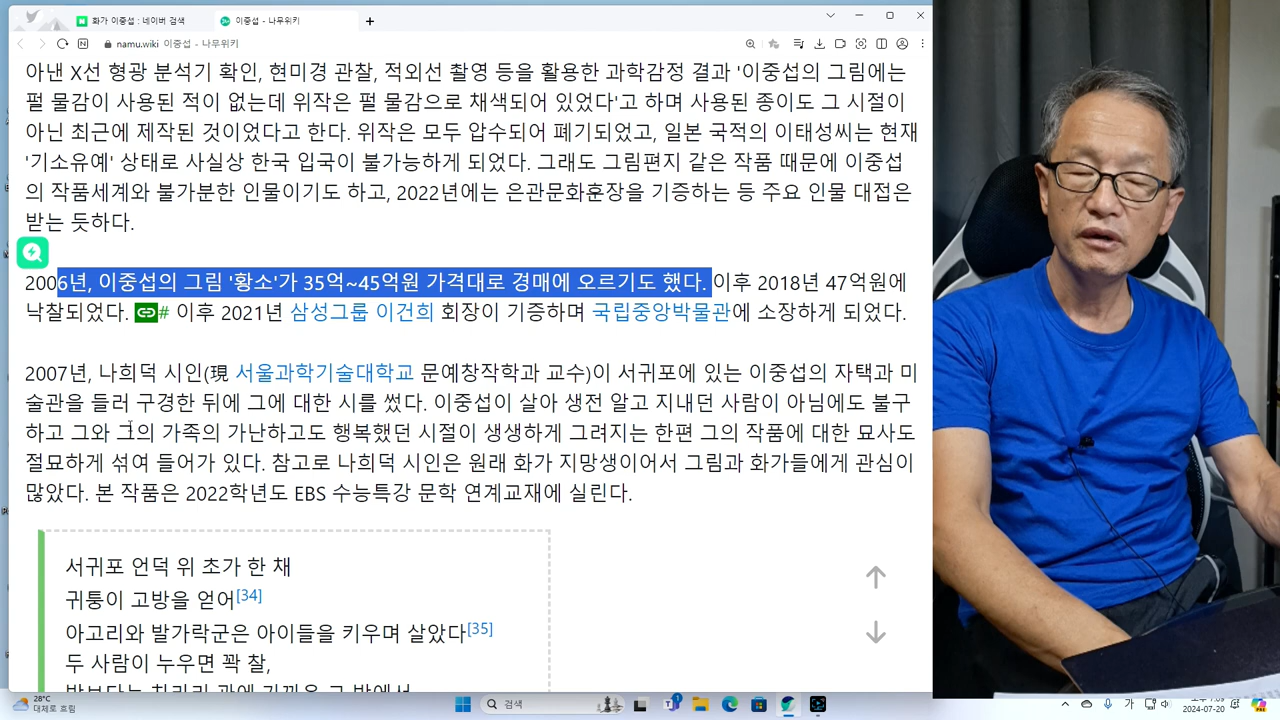 화가 이중섭 : 네이버 검색
이중섭 - 나무위키
namu.wiki 이중섭 - 나무위키
아낸 X선 형광 분석기 확인, 현미경 관찰, 적외선 촬영 등을 활용한 과학감정 결과 '이중섭의 그림에는
펄 물감이 사용된 적이 없는데 위작은 펄 물감으로 채색되어 있었다'고 하며 사용된 종이도 그 시절이
아닌 최근에 제작된 것이었다고 한다. 위작은 모두 압수되어 폐기되었고, 일본 국적의 이태성씨는 현재
'기소유예' 상태로 사실상 한국 입국이 불가능하게 되었다. 그래도 그림편지 같은 작품 때문에 이중섭
의 작품세계와 불가분한 인물이기도 하고, 2022년에는 은관문화훈장을 기증하는 등 주요 인물 대접은
받는 듯하다.
2006년, 이중섭의 그림 '황소'가 35억~45억원 가격대로 경매에 오르기도 했다. 이후 2018년 47억원에
낙찰되었다. # 이후 2021년 삼성그룹 이건희 회장이 기증하며 국립중앙박물관에 소장하게 되었다.
2007년, 나희덕 시인(現 서울과학기술대학교 문예창작학과 교수)이 서귀포에 있는 이중섭의 자택과 미
술관을 들러 구경한 뒤에 그에 대한 시를 썼다. 이중섭이 살아 생전 알고 지내던 사람이 아님에도 불구
하고 그와 그의 가족의 가난하고도 행복했던 시절이 생생하게 그려지는 한편 그의 작품에 대한 묘사도
절묘하게 섞여 들어가 있다. 참고로 나희덕 시인은 원래 화가 지망생이어서 그림과 화가들에게 관심이
많았다. 본 작품은 2022학년도 EBS 수능특강 문학 연계교재에 실린다.
서귀포 언덕 위 초가 한 채
귀퉁이 고방을 얻어[34]
아고리와 발가락군은 아이들을 키우며 살았다[35]
두 사람이 누우면 꽉 찰,
28°C
대체로 흐림
검색
가
2024-07-20